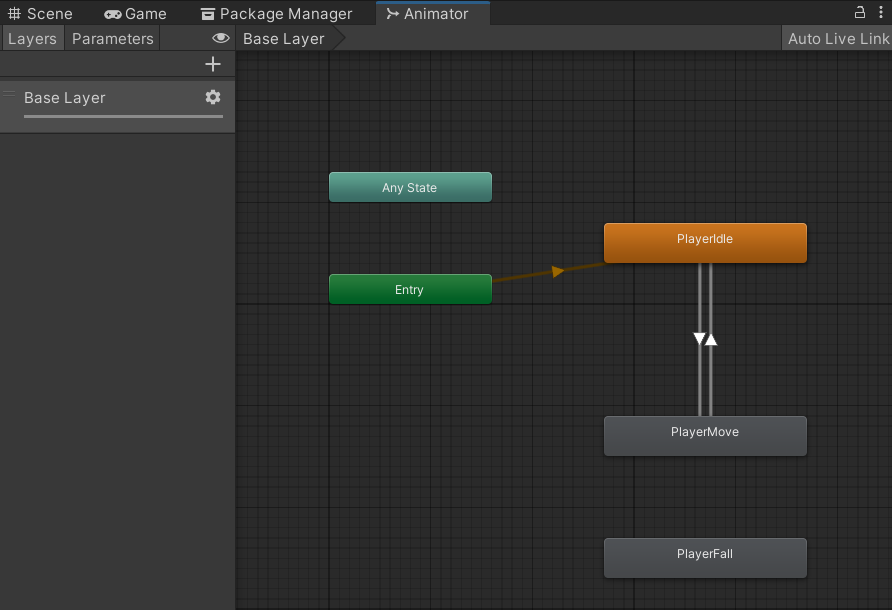 Scene Game Package Manager Animator
Layers Parameters Base Layer Auto Live Link
Base Layer
Any State
PlayerIdle
Entry
PlayerMove
PlayerFall